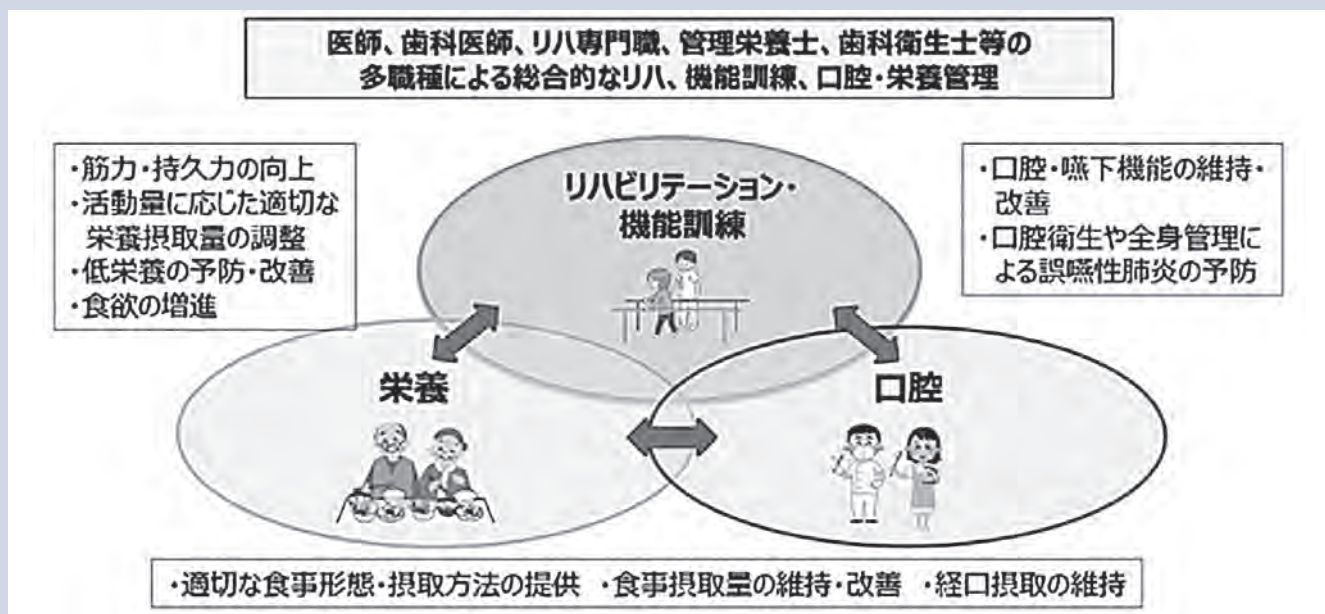 医師、歯科医師、リハ専門職、管理栄養士、歯科衛生士等の
多職種による総合的なリハ、機能訓練、口腔・栄養管理
・筋力・持久力の向上
・活動量に応じた適切な
栄養摂取量の調整
・低栄養の予防・改善
・食欲の増進
リハビリテーション・
機能訓練
・口腔・嚥下機能の維持・
改善
・口腔衛生や全身管理に
よる誤嚥性肺炎の予防
栄養
口腔
・適切な食事形態・摂取方法の提供 ・食事摂取量の維持・改善 ・経口摂取の維持